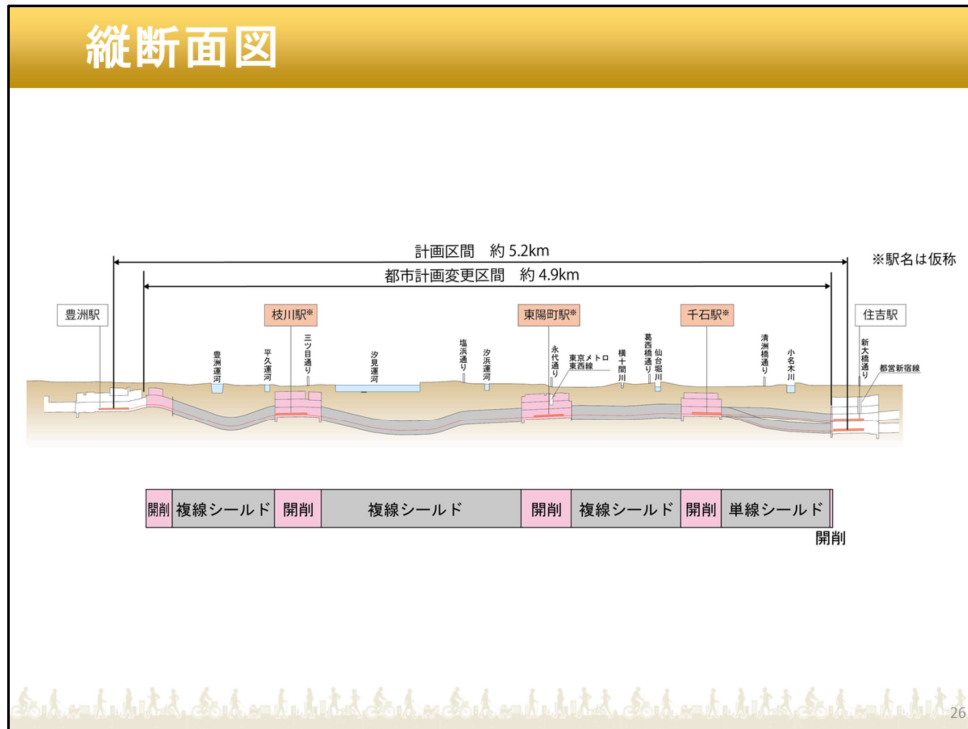 縦断面図
計画区間　約 5.2km
※駅名は仮称
都市計画変更区間　約 4.9km
豊洲駅
枝川駅※
東陽町駅※
千石駅※
住吉駅
豊洲運河
平久運河
三ツ目通り
汐見運河
塩浜通り
汐浜運河
永代通り
東京メトロ
東西線
横十間川
葛西橋通り
仙台堀川
清洲橋通り
小名木川
新大橋通り
都営新宿線
開削
複線シールド
開削
複線シールド
開削
複線シールド
開削
単線シールド
開削
26